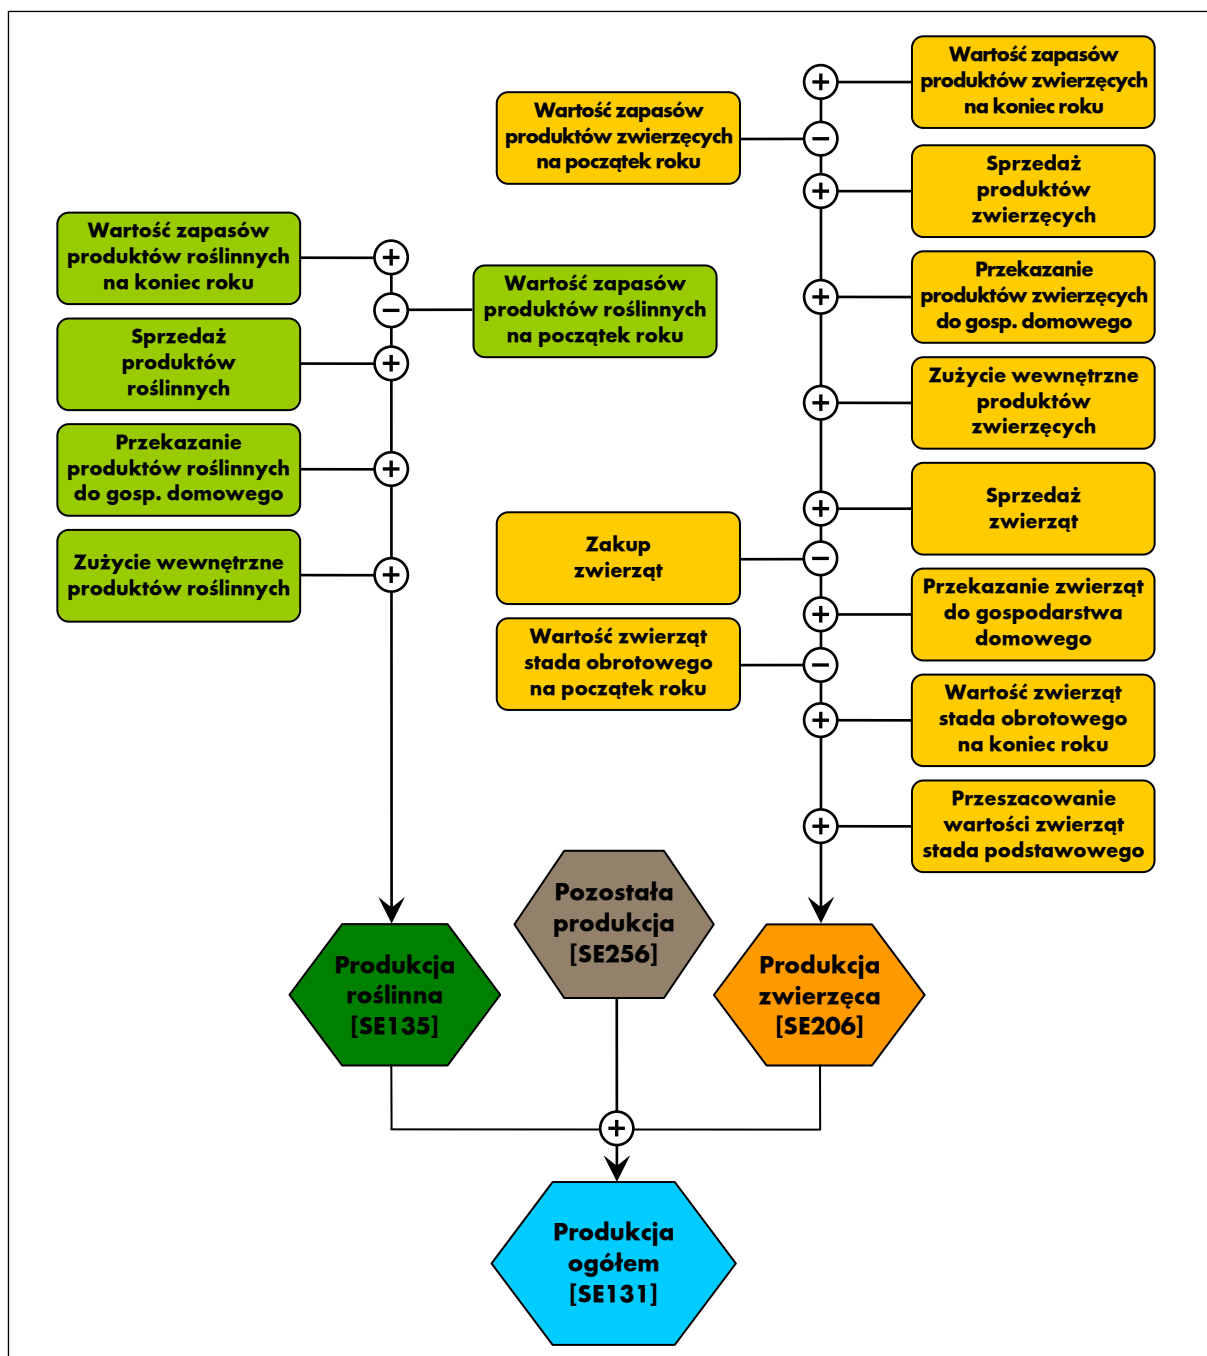 Wartość zapasów
produktów zwierzęcych
na koniec roku
+
Wartość zapasów
produktów zwierzęcych
na początek roku
−
Sprzedaż
produktów
zwierzęcych
+
Wartość zapasów
produktów roślinnych
na koniec roku
+
Wartość zapasów
produktów roślinnych
na początek roku
−
Przekazanie
produktów zwierzęcych
do gosp. domowego
+
Sprzedaż
produktów
roślinnych
+
Zużycie wewnętrzne
produktów
zwierzęcych
+
Przekazanie
produktów roślinnych
do gosp. domowego
+
Sprzedaż
zwierząt
+
Zakup
zwierząt
−
Zużycie wewnętrzne
produktów roślinnych
+
Przekazanie zwierząt
do gospodarstwa
domowego
+
Wartość zwierząt
stada obrotowego
na początek roku
−
Wartość zwierząt
stada obrotowego
na koniec roku
+
Przeszacowanie
wartości zwierząt
stada podstawowego
+
Pozostała
produkcja
[SE256]
Produkcja
roślinna
[SE135]
Produkcja
zwierzęca
[SE206]
+
Produkcja
ogółem
[SE131]